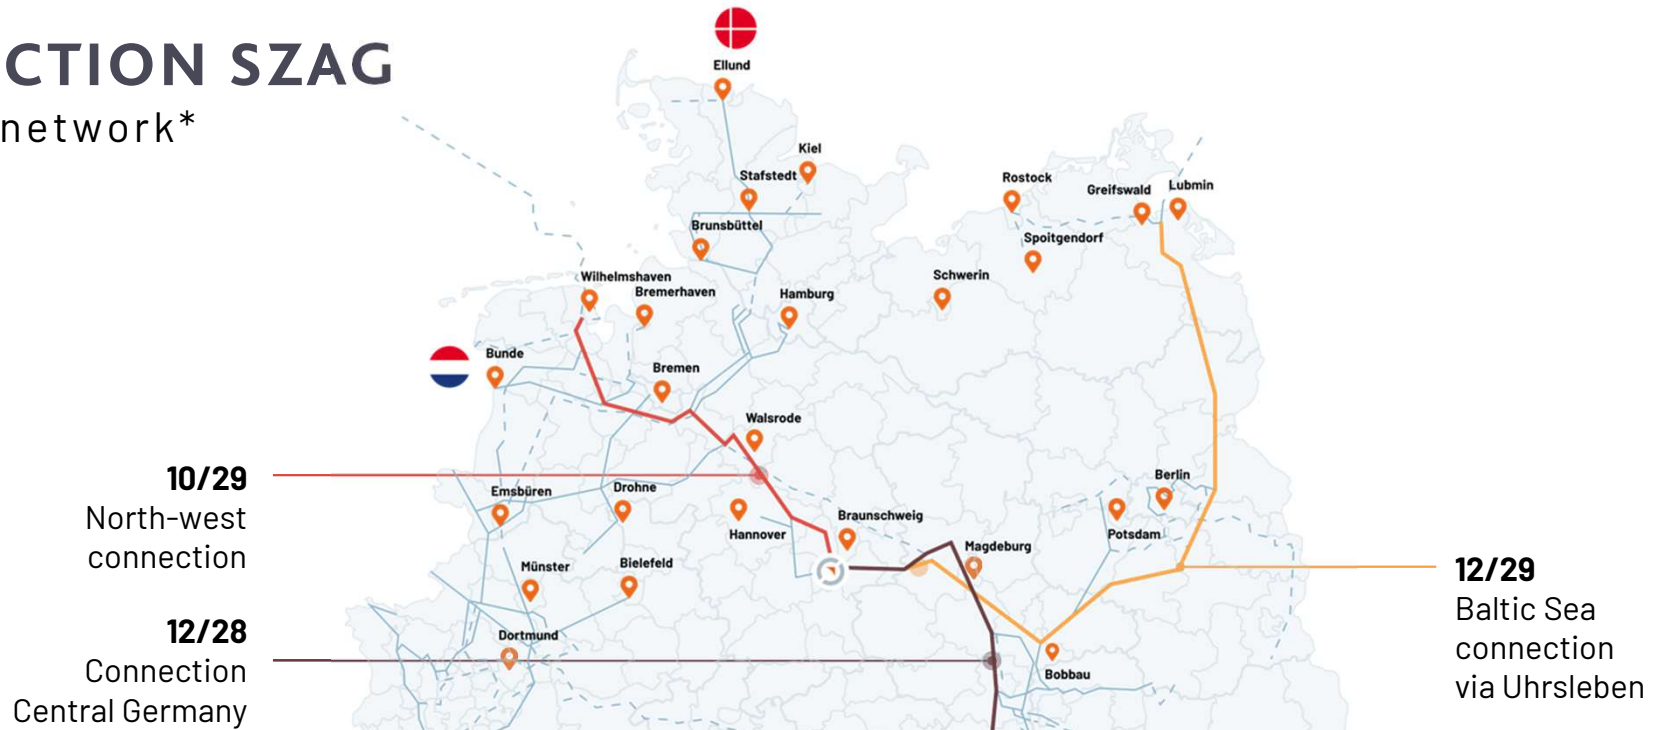 CTION SZAG
network*
Ellund
Kiel
Stafstedt
Rostock
Greifswald
Lubmin
Brunsbüttel
Spoitgendorf
Wilhelmshaven
Bremerhaven
Hamburg
Schwerin
Bunde
Bremen
Walsrode
10/29
North-west
connection
Emsbüren
Drohne
Hannover
Braunschweig
Berlin
Potsdam
Magdeburg
Münster
Bielefeld
12/29
Baltic Sea
connection
via Uhrsleben
12/28
Connection
Central Germany
Dortmund
Bobbau